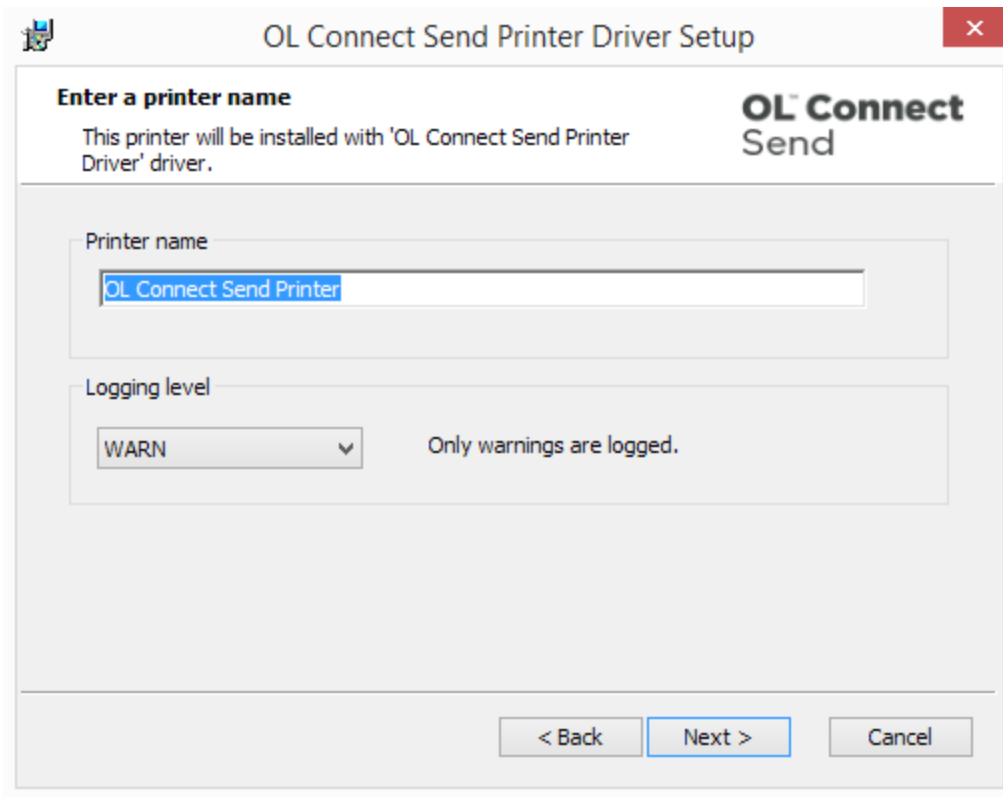 OL Connect Send Printer Driver Setup
Enter a printer name
This printer will be installed with 'OL Connect Send Printer
Driver' driver.
OL™ Connect
Send
Printer name
OL Connect Send Printer
Logging level
WARN
Only warnings are logged.
< Back
Next >
Cancel